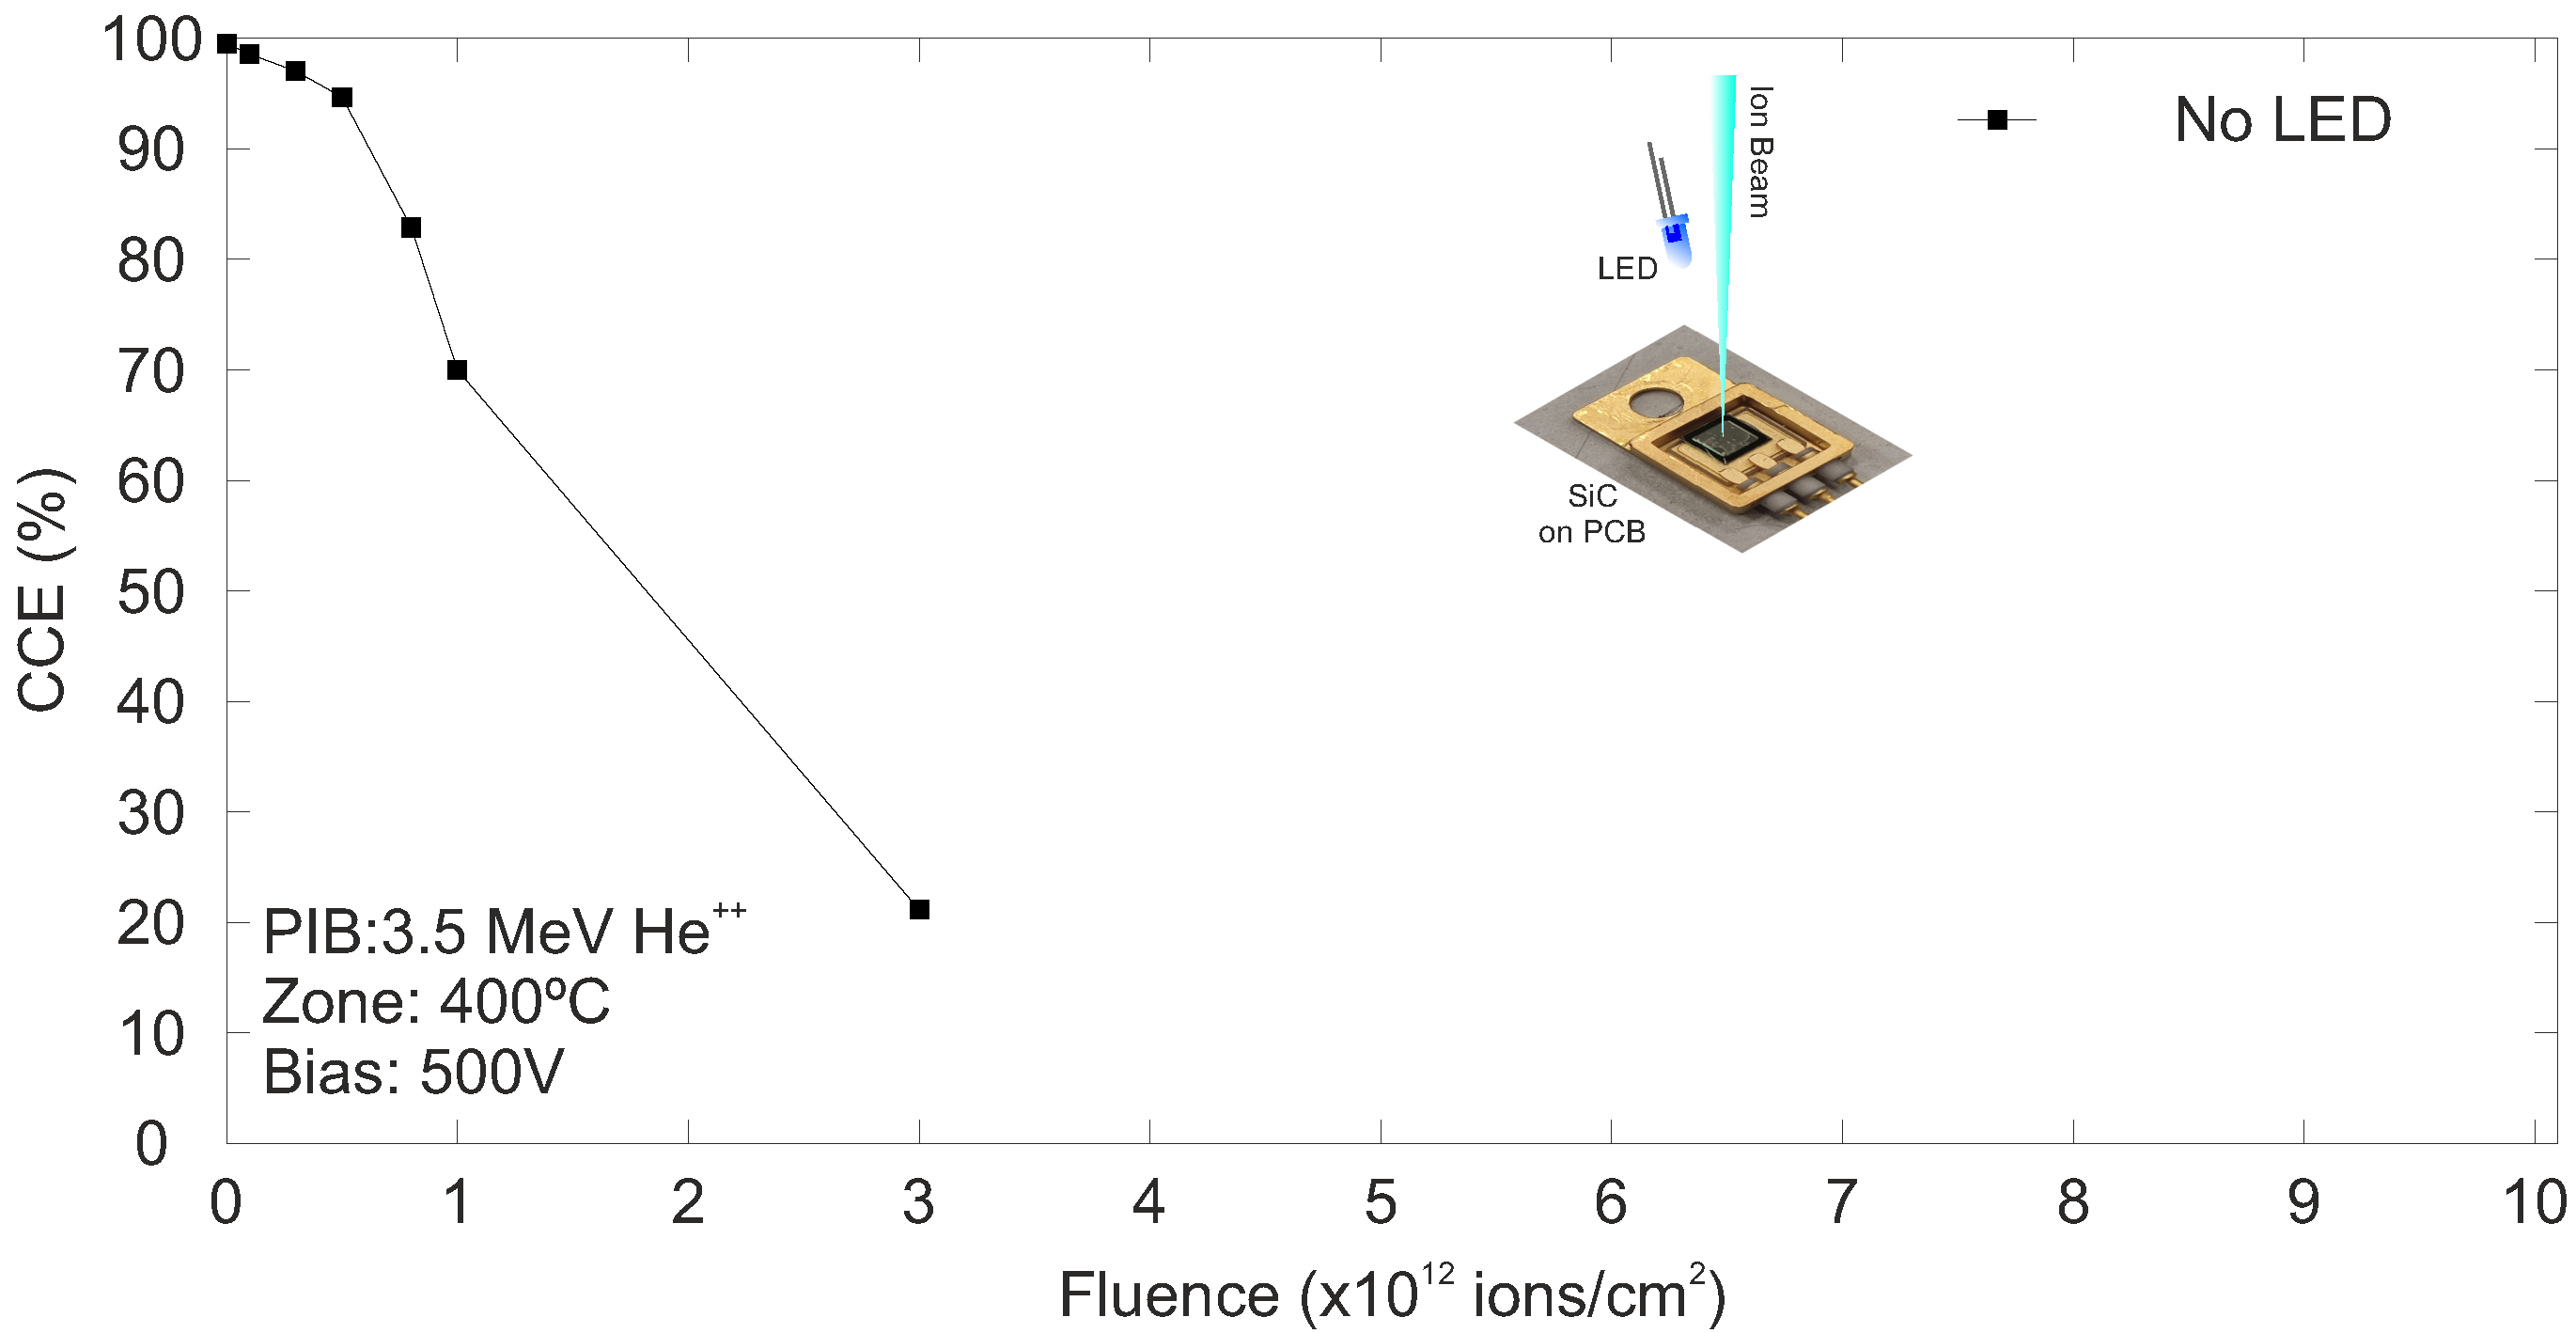 100
90
80
70
60
50
40
30
20
10
0
CCE (%)
No LED
Ion Beam
LED
SiC
on PCB
PIB:3.5 MeV He⁺⁺
Zone: 400ºC
Bias: 500V
0 1 2 3 4 5 6 7 8 9 10
Fluence (x10¹² ions/cm²)